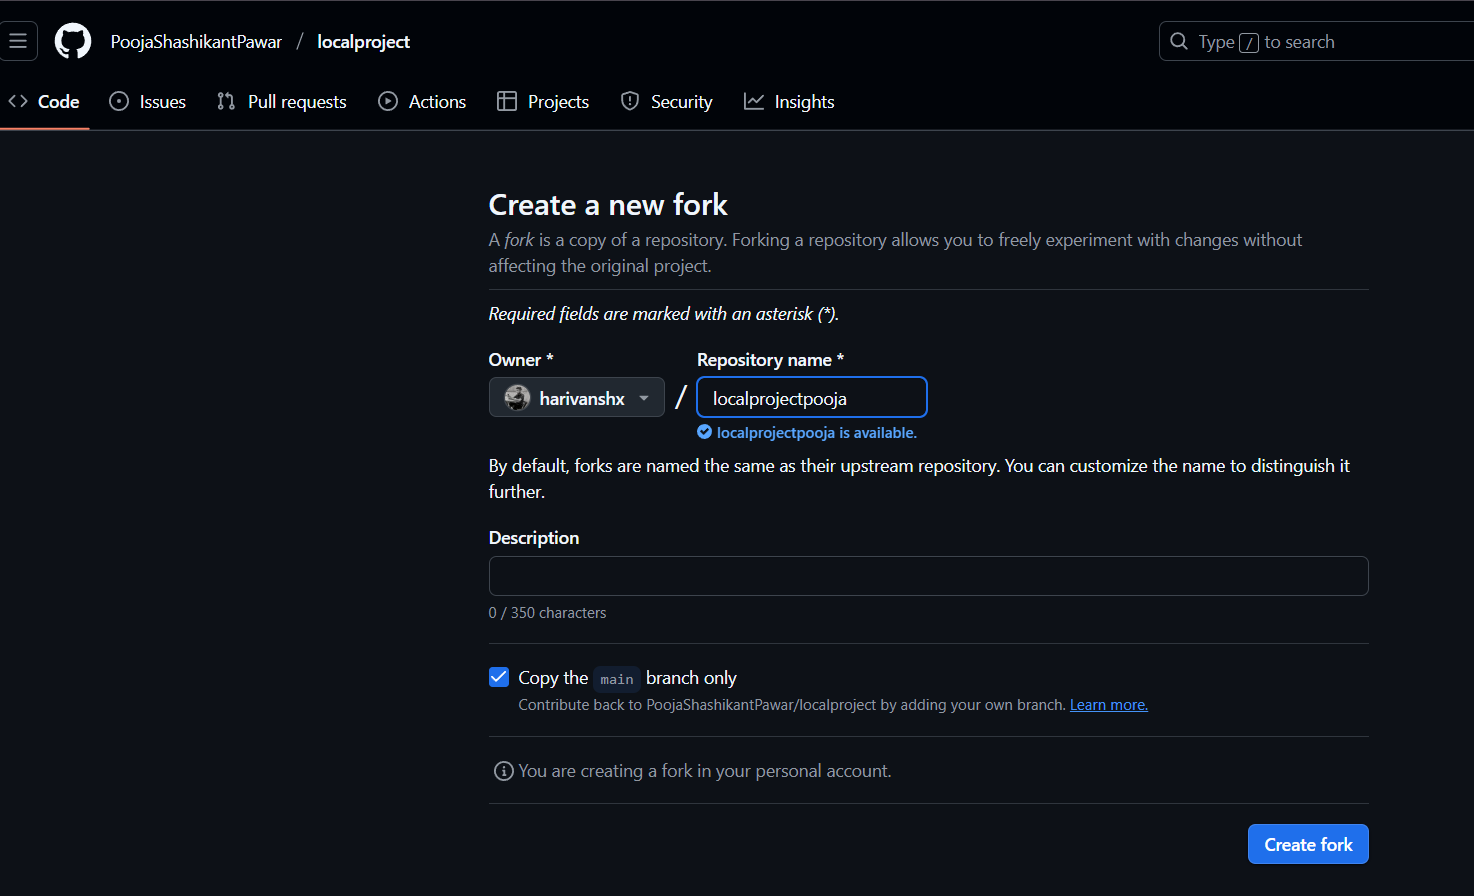 PoojaShashikantPawar / localproject
Type / to search
Code Issues Pull requests Actions Projects Security Insights
Create a new fork
A fork is a copy of a repository. Forking a repository allows you to freely experiment with changes without
affecting the original project.
Required fields are marked with an asterisk (*).
Owner * Repository name *
harivanshx / localprojectpooja
localprojectpooja is available.
By default, forks are named the same as their upstream repository. You can customize the name to distinguish it
further.
Description
0 / 350 characters
Copy the main branch only
Contribute back to PoojaShashikantPawar/localproject by adding your own branch. Learn more.
You are creating a fork in your personal account.
Create fork